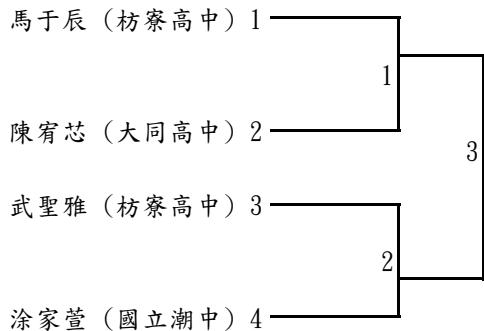 馬于辰（枋寮高中）1
1
陳宥芯（大同高中）2
3
武聖雅（枋寮高中）3
2
涂家萱（國立潮中）4